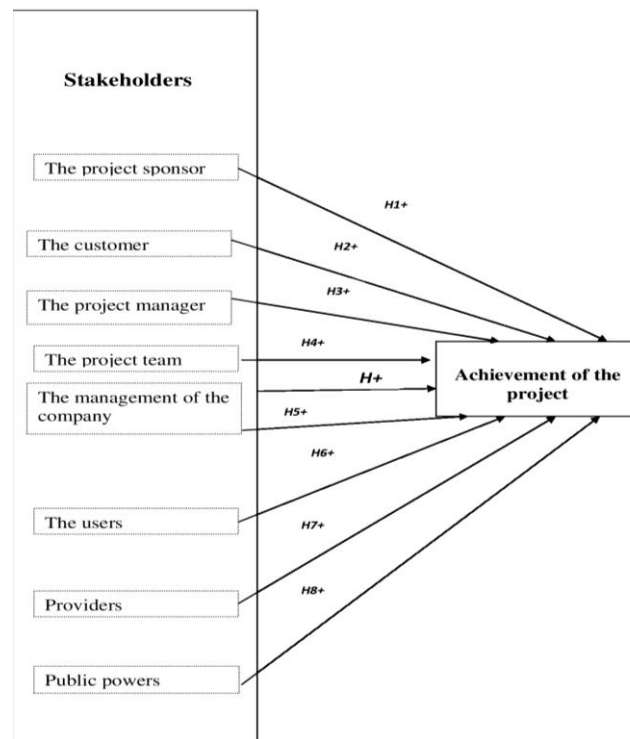 Stakeholders
The project sponsor
H1+
The customer
H2+
H3+
The project manager
H4+
The project team
H+
The management of the
company
H5+
Achievement of the
project
H6+
The users
H7+
H8+
Providers
Public powers